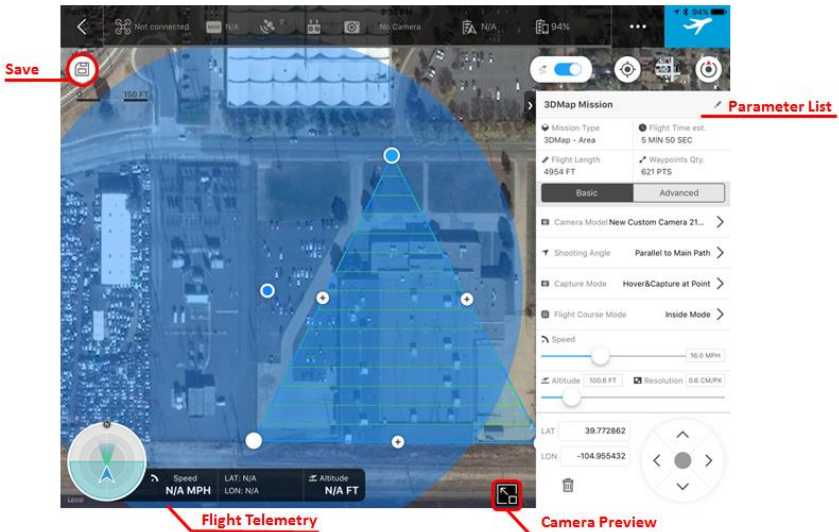 Not connected
N/A
0
No Camera
N/A
94%
94%
Save
150 FT
3DMap Mission
Parameter List
Mission Type
3DMap - Area
Flight Time est.
5 MIN 50 SEC
Flight Length
4954 FT
Waypoints Qty.
621 PTS
Basic
Advanced
Camera Model New Custom Camera 21...
Shooting Angle Parallel to Main Path
Capture Mode Hover&Capture at Point
Flight Course Mode Inside Mode
Speed
16.0 MPH
Altitude 100.6 FT Resolution 0.6 CM/PX
LAT 39.772862
LON -104.955432
N
Speed
N/A MPH
LAT: N/A
LON: N/A
Altitude
N/A FT
Legal
Flight Telemetry
Camera Preview